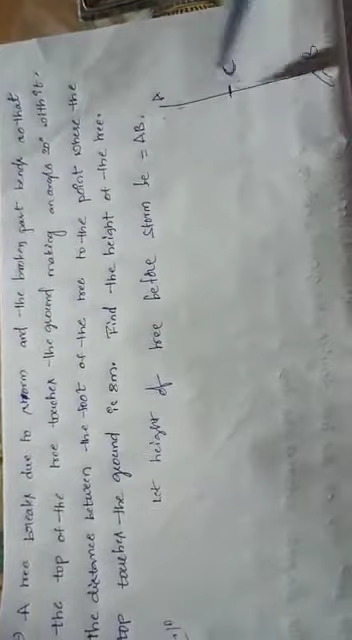 ) A tree breaks due to storm and the broken part bends so that
the top of the tree touches the ground making an angle 30° with it.
the distance between the foot of the tree to the point where the
top touches the ground is 8m. Find the height of the tree.
Let height of tree before storm be = AB.
A
C
B